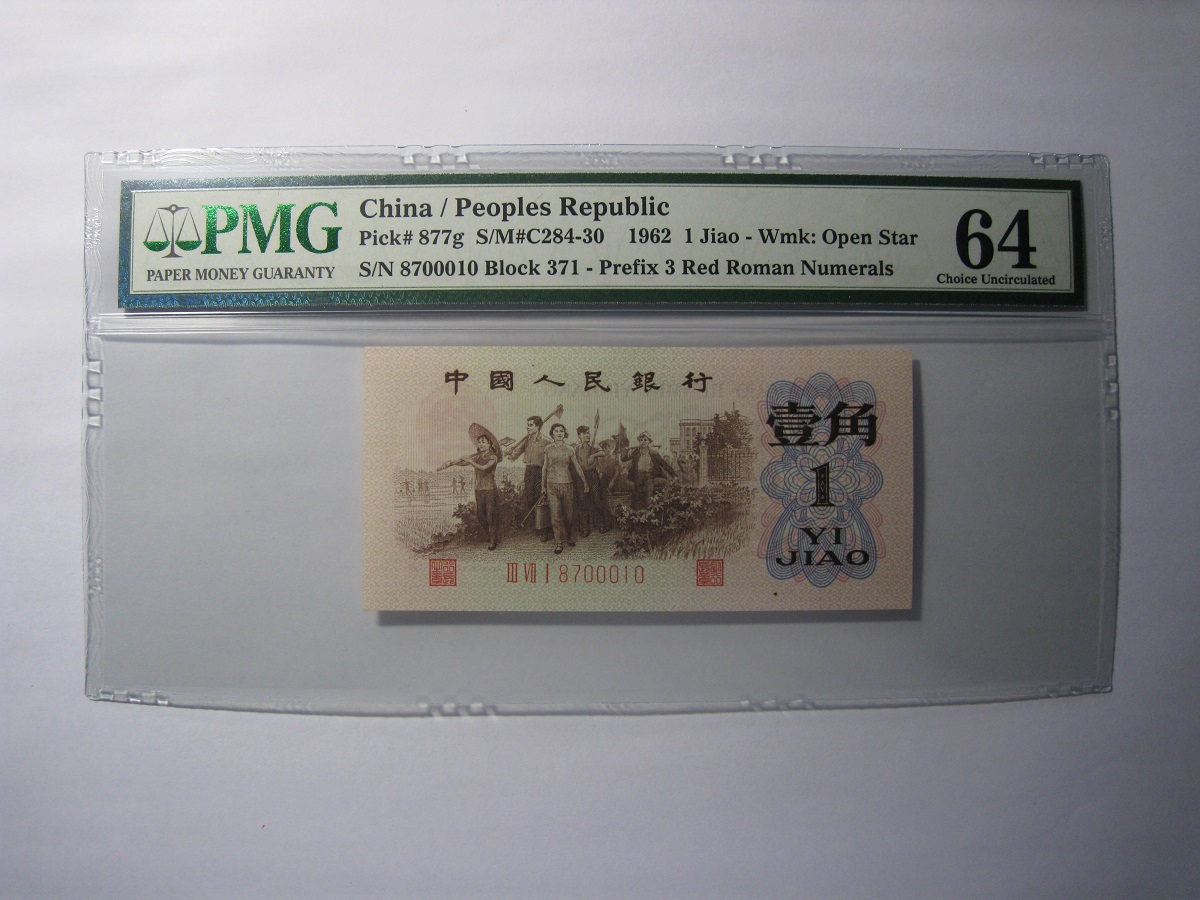 PMG
PAPER MONEY GUARANTY
China / Peoples Republic
Pick# 877g S/M#C284-30 1962 1 Jiao - Wmk: Open Star
S/N 8700010 Block 371 - Prefix 3 Red Roman Numerals
64
Choice Uncirculated
中國人民銀行
壹角
1
YI
JIAO
III VII I 8700010